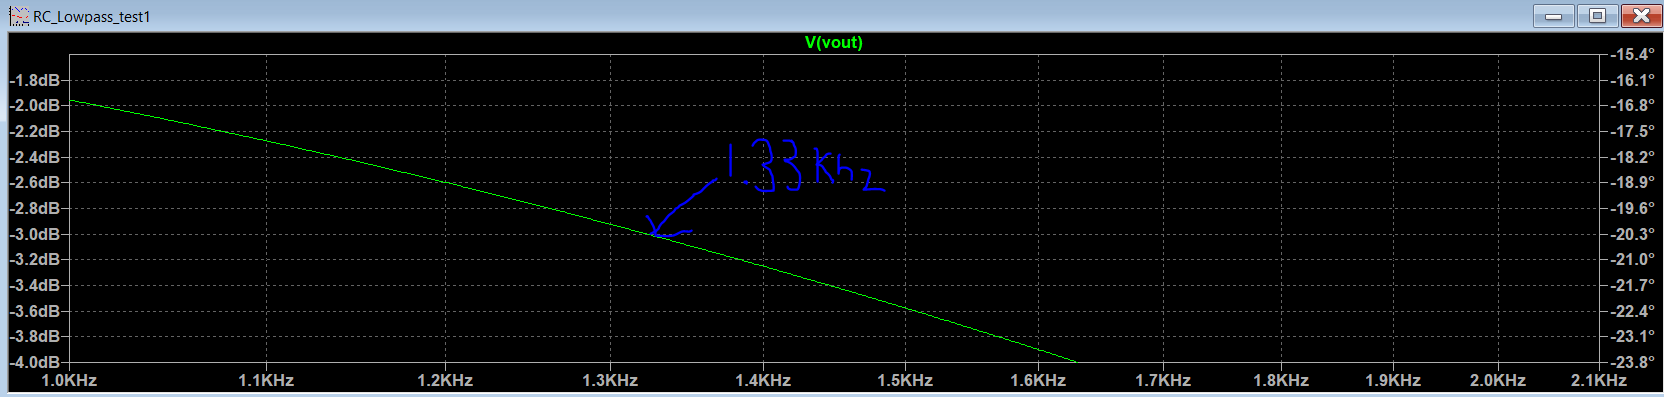 RC_Lowpass_test1
V(vout)
-1.8dB
-2.0dB
-2.2dB
-2.4dB
-2.6dB
-2.8dB
-3.0dB
-3.2dB
-3.4dB
-3.6dB
-3.8dB
-4.0dB
1.33Khz
-15.4°
-16.1°
-16.8°
-17.5°
-18.2°
-18.9°
-19.6°
-20.3°
-21.0°
-21.7°
-22.4°
-23.1°
-23.8°
1.0KHz 1.1KHz 1.2KHz 1.3KHz 1.4KHz 1.5KHz 1.6KHz 1.7KHz 1.8KHz 1.9KHz 2.0KHz 2.1KHz